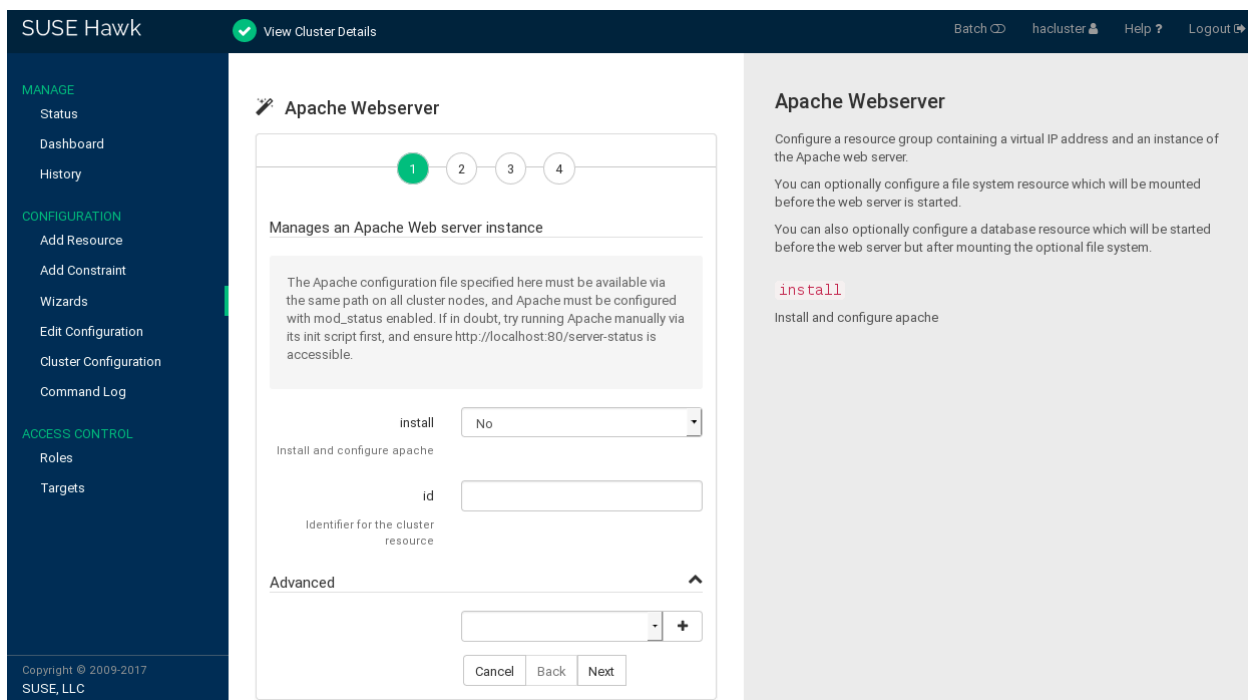 SUSE Hawk
View Cluster Details
Batch
hacluster
Help ?
Logout
MANAGE
Status
Dashboard
History
CONFIGURATION
Add Resource
Add Constraint
Wizards
Edit Configuration
Cluster Configuration
Command Log
ACCESS CONTROL
Roles
Targets
Copyright © 2009-2017
SUSE, LLC
Apache Webserver
1
2
3
4
Manages an Apache Web server instance
The Apache configuration file specified here must be available via
the same path on all cluster nodes, and Apache must be configured
with mod_status enabled. If in doubt, try running Apache manually via
its init script first, and ensure http://localhost:80/server-status is
accessible.
install
No
Install and configure apache
id
Identifier for the cluster
resource
Advanced
Cancel
Back
Next
Apache Webserver
Configure a resource group containing a virtual IP address and an instance of
the Apache web server.
You can optionally configure a file system resource which will be mounted
before the web server is started.
You can also optionally configure a database resource which will be started
before the web server but after mounting the optional file system.
install
Install and configure apache